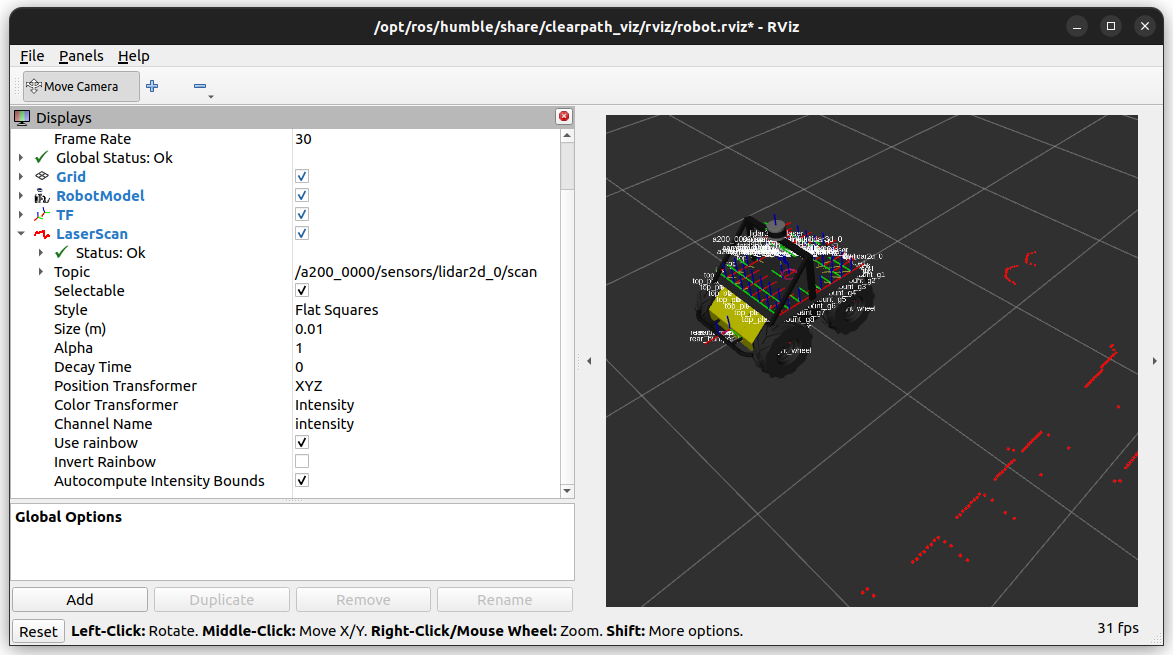 /opt/ros/humble/share/clearpath_viz/rviz/robot.rviz* - RViz
File Panels Help
Move Camera
Displays
Frame Rate 30
Global Status: Ok
Grid
RobotModel
TF
LaserScan
Status: Ok
Topic /a200_0000/sensors/lidar2d_0/scan
Selectable
Style Flat Squares
Size (m) 0.01
Alpha 1
Decay Time 0
Position Transformer XYZ
Color Transformer Intensity
Channel Name intensity
Use rainbow
Invert Rainbow
Autocompute Intensity Bounds
Global Options
Add Duplicate Remove Rename
Reset Left-Click: Rotate. Middle-Click: Move X/Y. Right-Click/Mouse Wheel: Zoom. Shift: More options. 31 fps